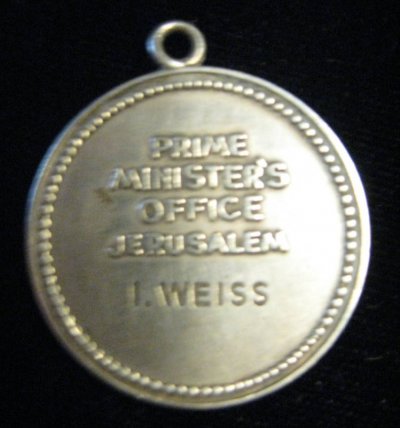 PRIME
MINISTER'S
OFFICE
JERUSALEM
I. WEISS